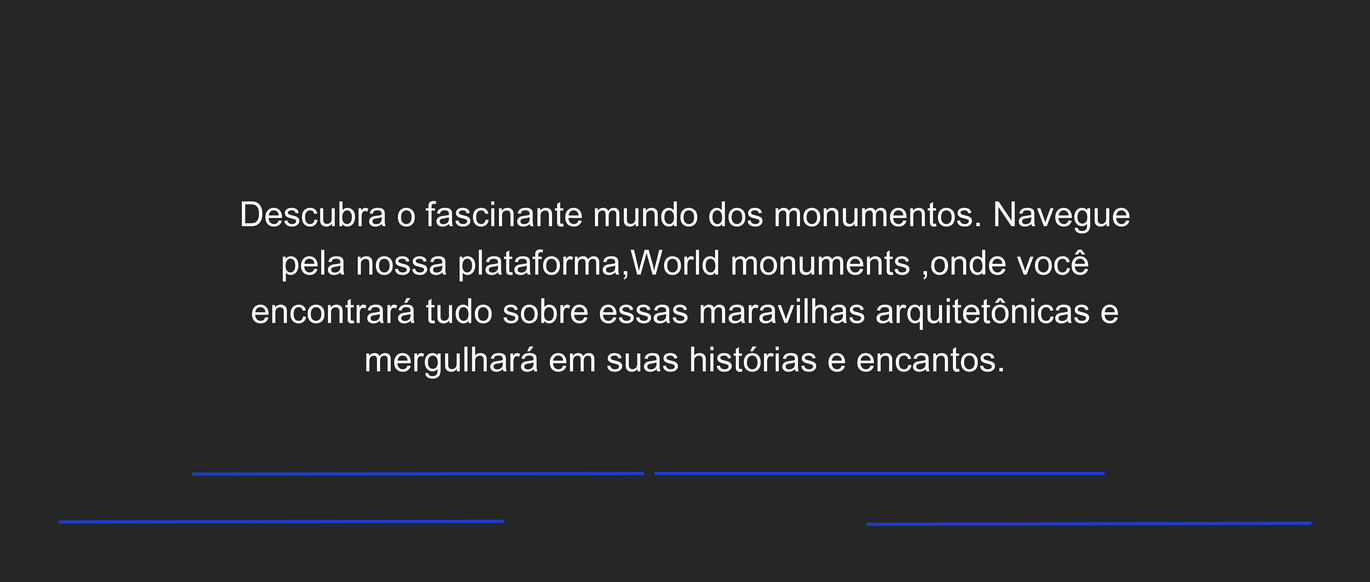 Descubra o fascinante mundo dos monumentos. Navegue
pela nossa plataforma,World monuments ,onde você
encontrará tudo sobre essas maravilhas arquitetônicas e
mergulhará em suas histórias e encantos.